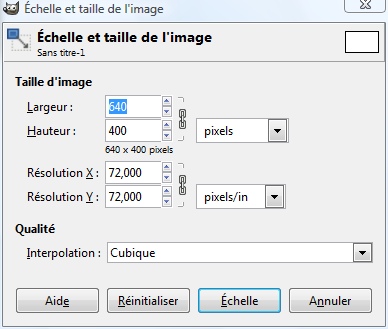 Échelle et taille de l'image
Échelle et taille de l'image
Sans titre-1
Taille d'image
Largeur : 640
Hauteur : 400 pixels
640 x 400 pixels
Résolution X : 72,000
Résolution Y : 72,000 pixels/in
Qualité
Interpolation : Cubique
Aide Réinitialiser Échelle Annuler